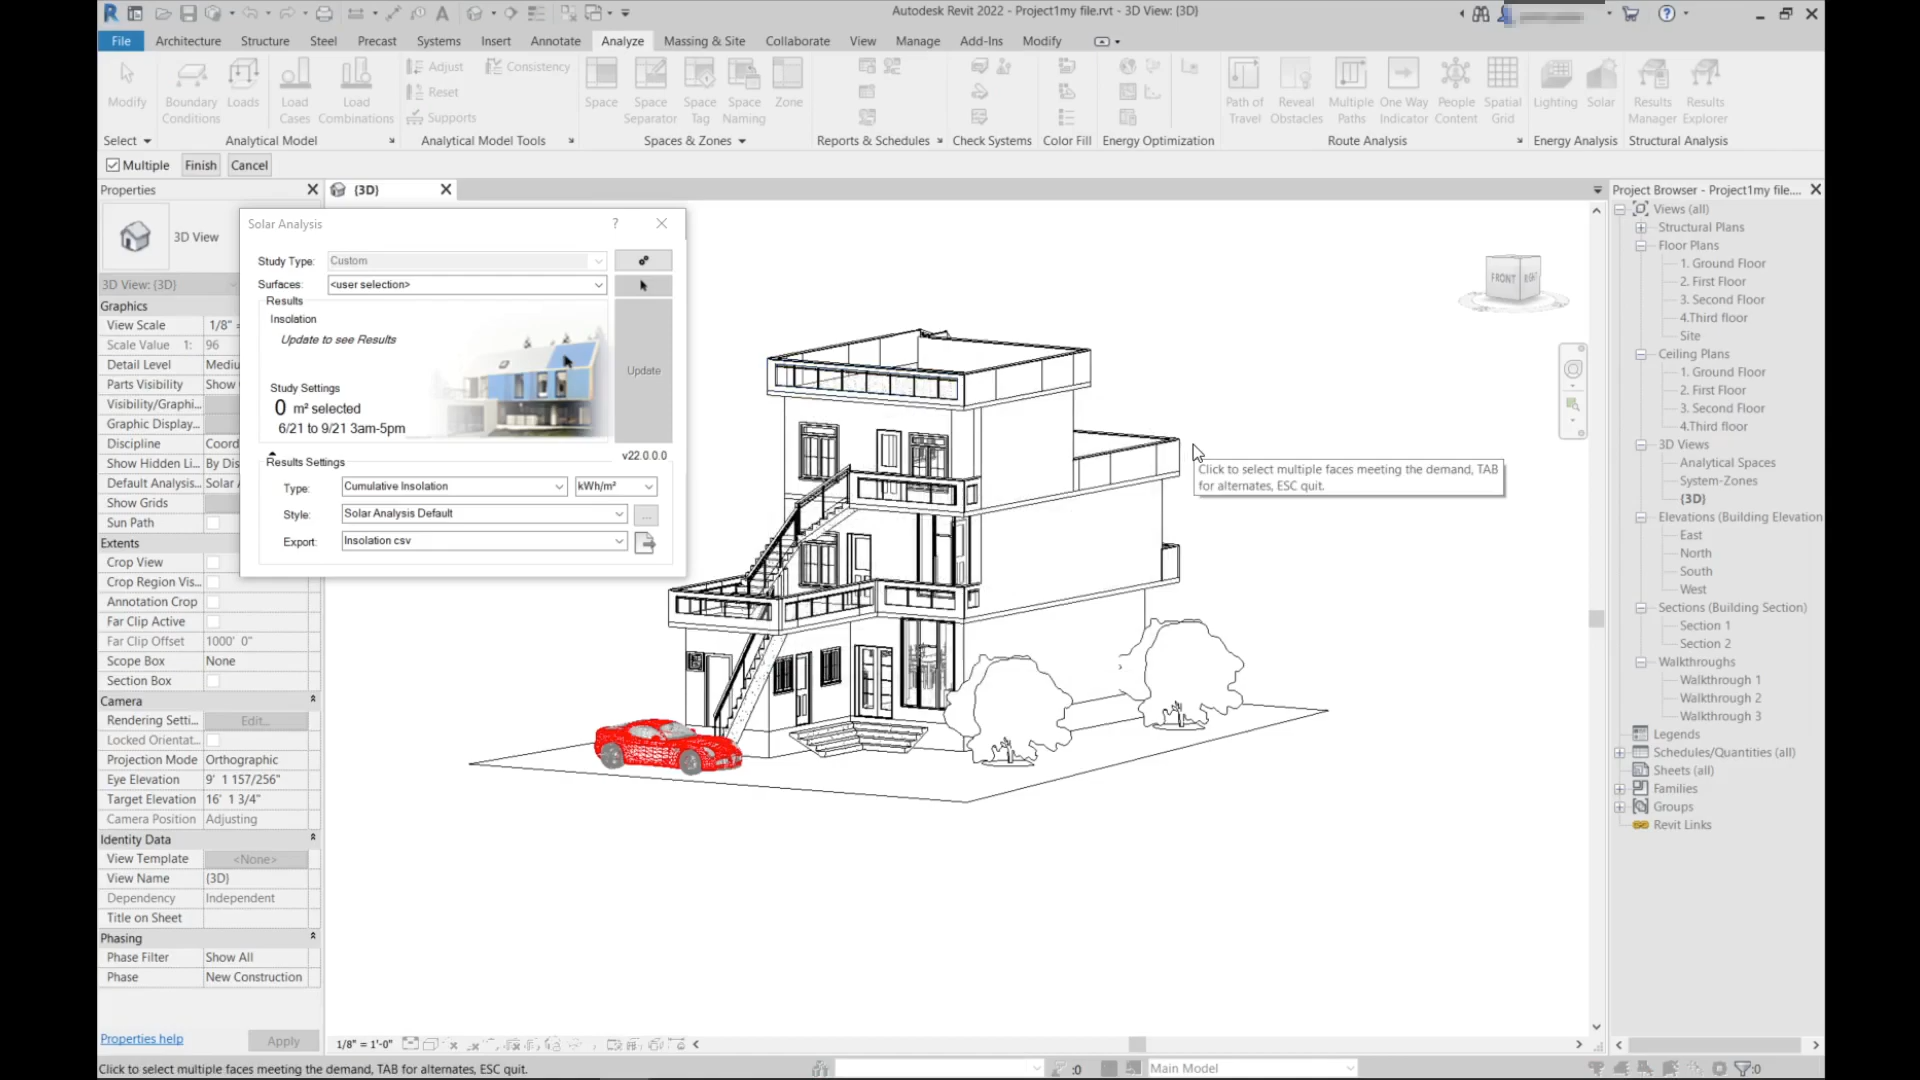 Autodesk Revit 2022 - Project1my file.rvt - 3D View: {3D}
File Architecture Structure Steel Precast Systems Insert Annotate Analyze Massing & Site Collaborate View Manage Add-Ins Modify
Modify
Boundary Conditions
Loads
Load Cases
Load Combinations
Adjust
Reset
Supports
Consistency
Space
Space Separator
Space Tag
Space Naming
Zone
Path of Travel
Reveal Obstacles
Multiple Paths
One Way Indicator
People Content
Spatial Grid
Lighting
Solar
Results Manager
Results Explorer
Select Analytical Model Analytical Model Tools Spaces & Zones Reports & Schedules Check Systems Color Fill Energy Optimization Route Analysis Energy Analysis Structural Analysis
Multiple Finish Cancel
Properties
{3D}
3D View
3D View: {3D}
Graphics
View Scale 1/8" =
Scale Value 1: 96
Detail Level Mediu
Parts Visibility Show
Visibility/Graphi...
Graphic Display...
Discipline Coord
Show Hidden Li... By Dis
Default Analysis... Solar
Show Grids
Sun Path
Extents
Crop View
Crop Region Vis...
Annotation Crop
Far Clip Active
Far Clip Offset 1000' 0"
Scope Box None
Section Box
Camera
Rendering Setti... Edit...
Locked Orientat...
Projection Mode Orthographic
Eye Elevation 9' 1 157/256"
Target Elevation 16' 1 3/4"
Camera Position Adjusting
Identity Data
View Template <None>
View Name {3D}
Dependency Independent
Title on Sheet
Phasing
Phase Filter Show All
Phase New Construction
Properties help Apply
Solar Analysis ?
Study Type: Custom
Surfaces: <user selection>
Results
Insolation
Update to see Results
Update
Study Settings
0 m² selected
6/21 to 9/21 3am-5pm
v22.0.0.0
Results Settings
Type: Cumulative Insolation kWh/m²
Style: Solar Analysis Default ...
Export: Insolation csv
FRONT RIGHT
Click to select multiple faces meeting the demand, TAB
for alternates, ESC quit.
Project Browser - Project1my file....
Views (all)
Structural Plans
Floor Plans
1. Ground Floor
2. First Floor
3. Second Floor
4.Third floor
Site
Ceiling Plans
1. Ground Floor
2. First Floor
3. Second Floor
4.Third floor
3D Views
Analytical Spaces
System-Zones
{3D}
Elevations (Building Elevation
East
North
South
West
Sections (Building Section)
Section 1
Section 2
Walkthroughs
Walkthrough 1
Walkthrough 2
Walkthrough 3
Legends
Schedules/Quantities (all)
Sheets (all)
Families
Groups
Revit Links
1/8" = 1'-0"
Click to select multiple faces meeting the demand, TAB for alternates, ESC quit.
:0
Main Model
:0